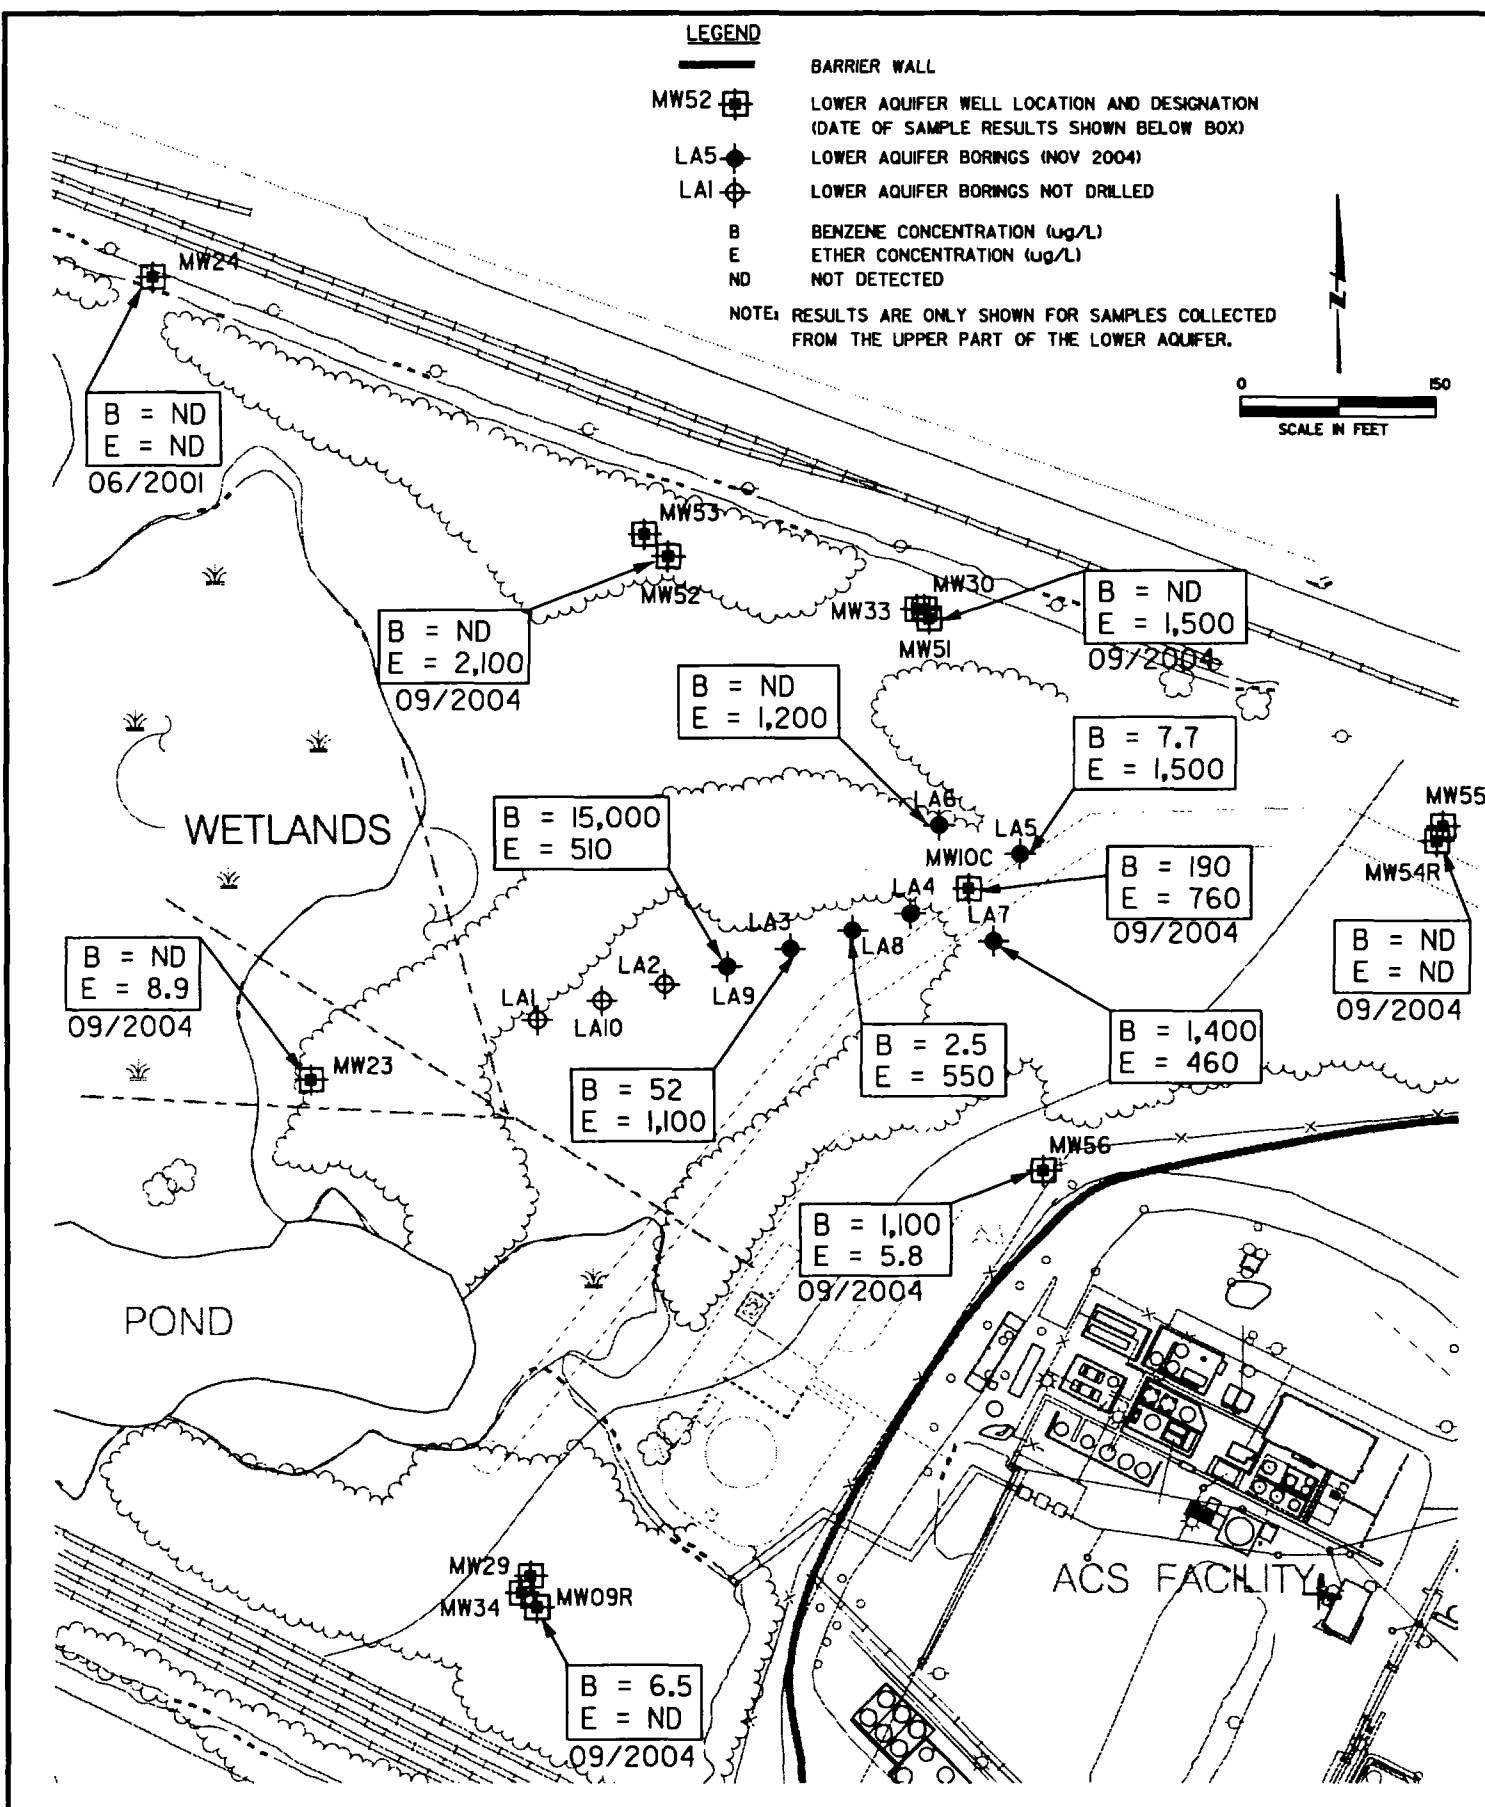 LEGEND
BARRIER WALL
MW52 LOWER AQUIFER WELL LOCATION AND DESIGNATION
(DATE OF SAMPLE RESULTS SHOWN BELOW BOX)
LA5 LOWER AQUIFER BORINGS (NOV 2004)
LA1 LOWER AQUIFER BORINGS NOT DRILLED
B BENZENE CONCENTRATION (ug/L)
E ETHER CONCENTRATION (ug/L)
ND NOT DETECTED
NOTE: RESULTS ARE ONLY SHOWN FOR SAMPLES COLLECTED
FROM THE UPPER PART OF THE LOWER AQUIFER.
N
0 150
SCALE IN FEET
MW24
B = ND
E = ND
06/2001
MW53
MW52
B = ND
E = 2,100
09/2004
MW30
MW33
MW51
B = ND
E = 1,500
09/2004
B = ND
E = 1,200
LA6
B = 7.7
E = 1,500
LA5
MW55
MW54R
B = ND
E = ND
09/2004
WETLANDS
B = 15,000
E = 510
MW10C
B = 190
E = 760
09/2004
LA4
LA3
LA8
LA7
LA2
LA9
LA1
LA10
B = ND
E = 8.9
09/2004
MW23
B = 52
E = 1,100
B = 2.5
E = 550
B = 1,400
E = 460
MW56
B = 1,100
E = 5.8
09/2004
POND
ACS FACILITY
MW29
MW34
MW09R
B = 6.5
E = ND
09/2004